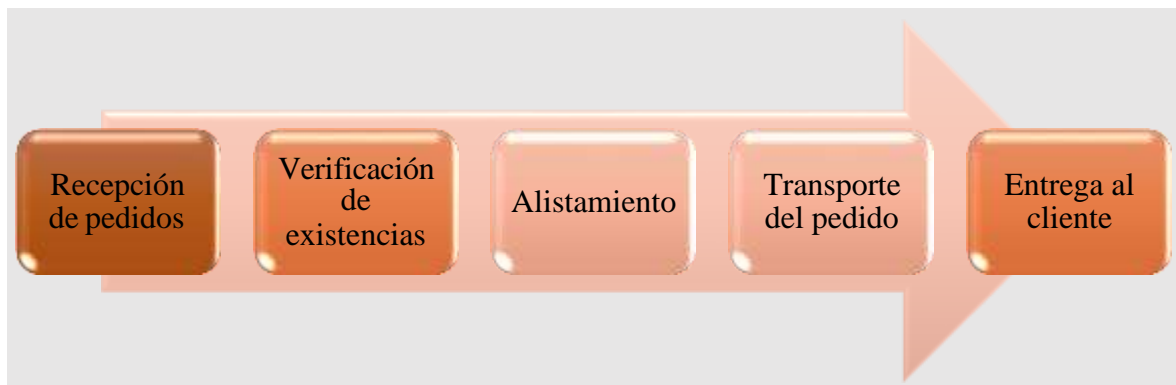 Recepción
de pedidos
Verificación
de
existencias
Alistamiento
Transporte
del pedido
Entrega al
cliente